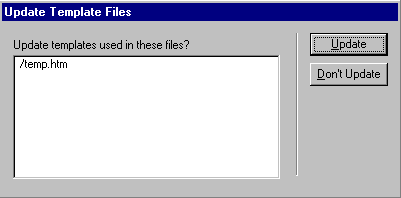 Update Template Files
Update templates used in these files?
/temp.htm
Update
Don't Update